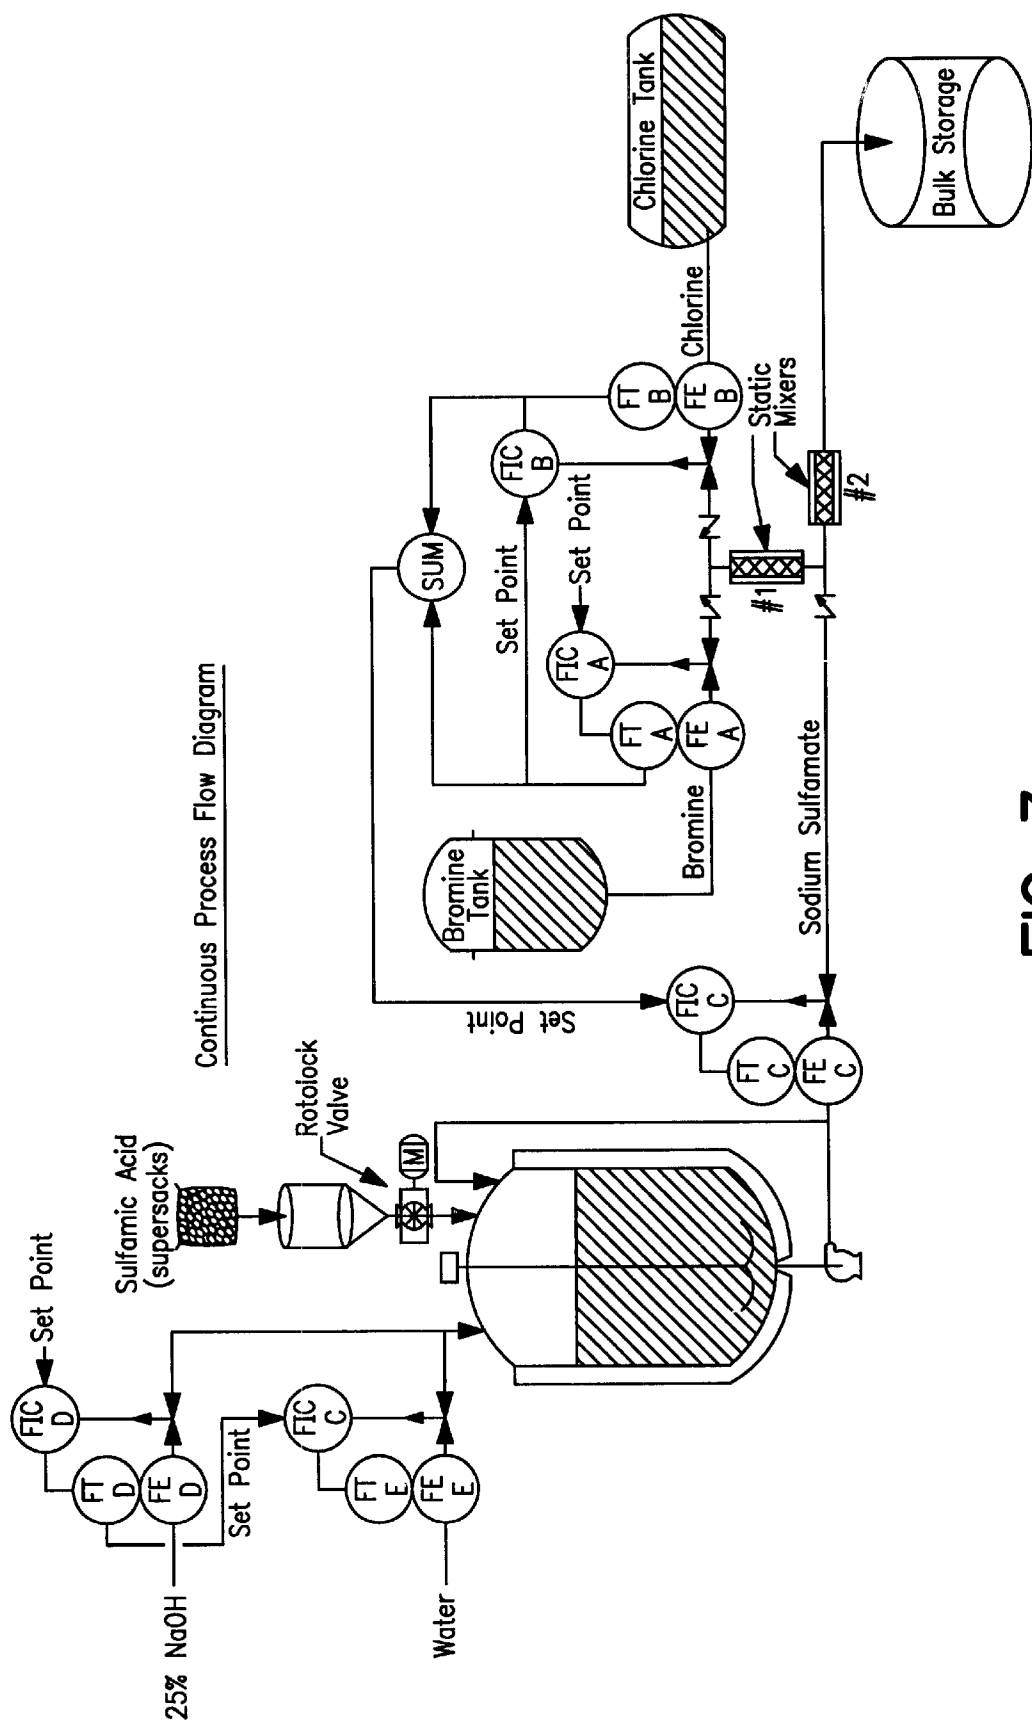 Continuous Process Flow Diagram
25% NaOH
FT
D
FE
D
FIC
D
Set Point
Set Point
Water
FT
E
FE
E
FIC
C
Sulfamic Acid
(supersacks)
Rotolock
Valve
M
FT
C
FE
C
FIC
C
Set Point
Sodium Sulfamate
Bromine
Tank
Bromine
FT
A
FE
A
FIC
A
Set Point
Set Point
SUM
FIC
B
FT
B
FE
B
Chlorine
Chlorine Tank
#1
#2
Static
Mixers
Bulk Storage